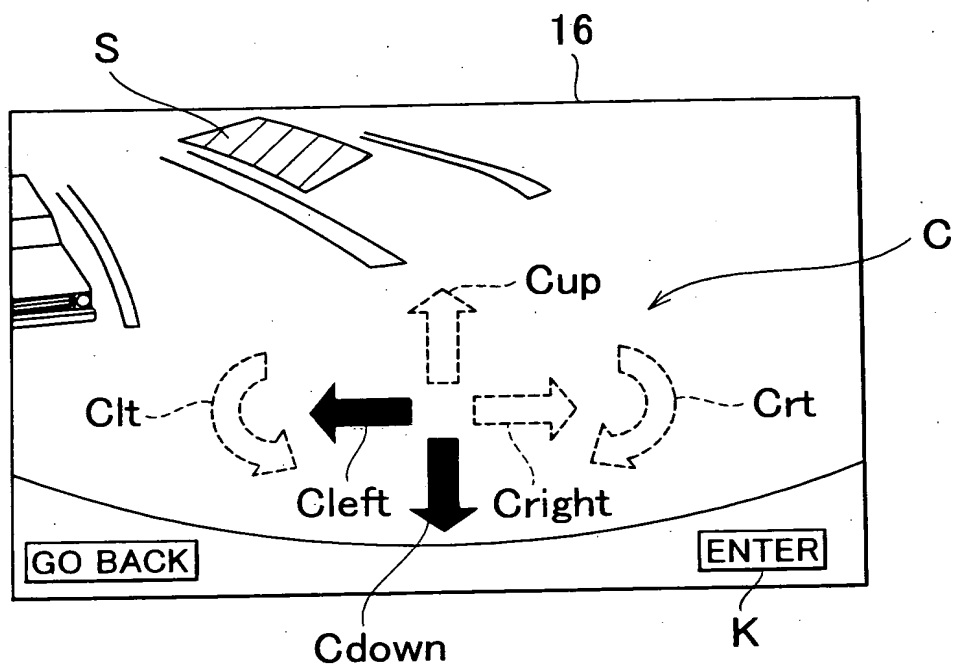 16
S
C
Cup
Clt
Crt
Cleft
Cright
GO BACK
ENTER
Cdown
K